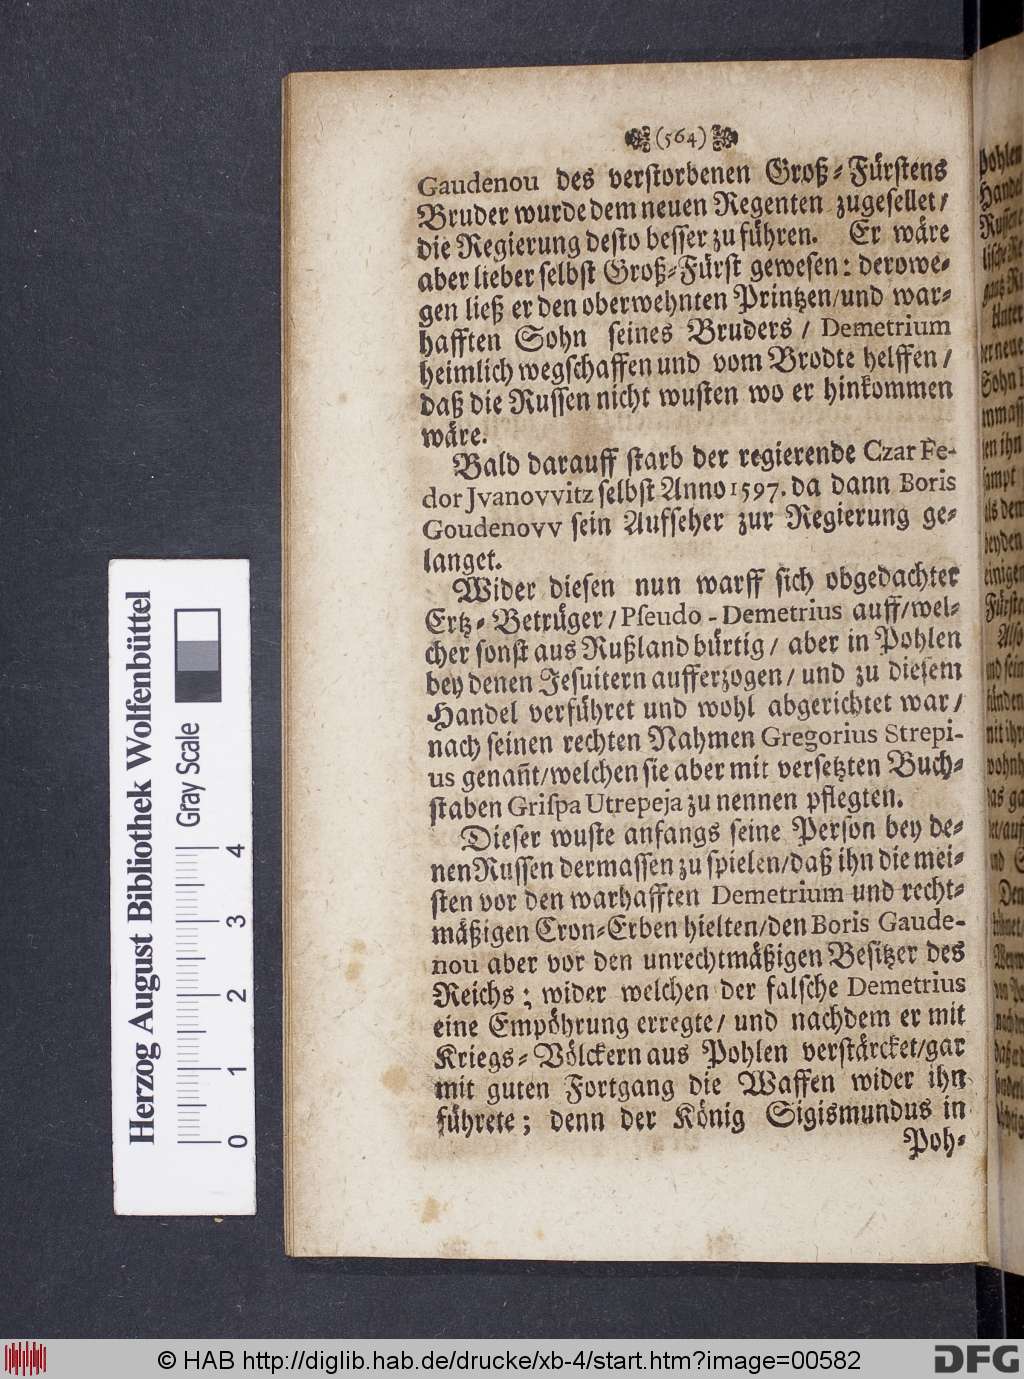 (564)
Gaudenou des verstorbenen Groß-Fürstens
Bruder wurde dem neuen Regenten zugesellet/
die Regierung desto besser zu führen. Er wäre
aber lieber selbst Groß-Fürst gewesen: derowe-
gen ließ er den oberwehnten Printzen/und war-
hafften Sohn seines Bruders / Demetrium
heimlich wegschaffen und vom Brodte helffen/
daß die Russen nicht wusten wo er hinkommen
wäre.
Bald darauff starb der regierende Czar Fe-
dor Jvanovvitz selbst Anno 1597. da dann Boris
Goudenovv sein Aufseher zur Regierung ge-
langet.
Wider diesen nun warff sich obgedachter
Ertz-Betrüger/Pseudo-Demetrius auff/wel-
cher sonst aus Rußland bürtig/ aber in Pohlen
bey denen Jesuitern aufferzogen/ und zu diesem
Handel verführet und wohl abgerichtet war/
nach seinen rechten Nahmen Gregorius Strepi-
us genañt/welchen sie aber mit versetzten Buch-
staben Grispa Utrepeja zu nennen pflegten.
Dieser wuste anfangs seine Person bey de-
nen Russen dermassen zu spielen/daß ihn die mei-
sten vor den warhafften Demetrium und recht-
mäßigen Cron-Erben hielten/den Boris Gaude-
nou aber vor den unrechtmäßigen Besitzer des
Reichs; wider welchen der falsche Demetrius
eine Empöhrung erregte/ und nachdem er mit
Kriegs-Völckern aus Pohlen verstärcket/gar
mit guten Fortgang die Waffen wider ihn
führete; denn der König Sigismundus in
Poh-
Herzog August Bibliothek Wolfenbüttel
Gray Scale
0 1 2 3 4
© HAB http://diglib.hab.de/drucke/xb-4/start.htm?image=00582
DFG